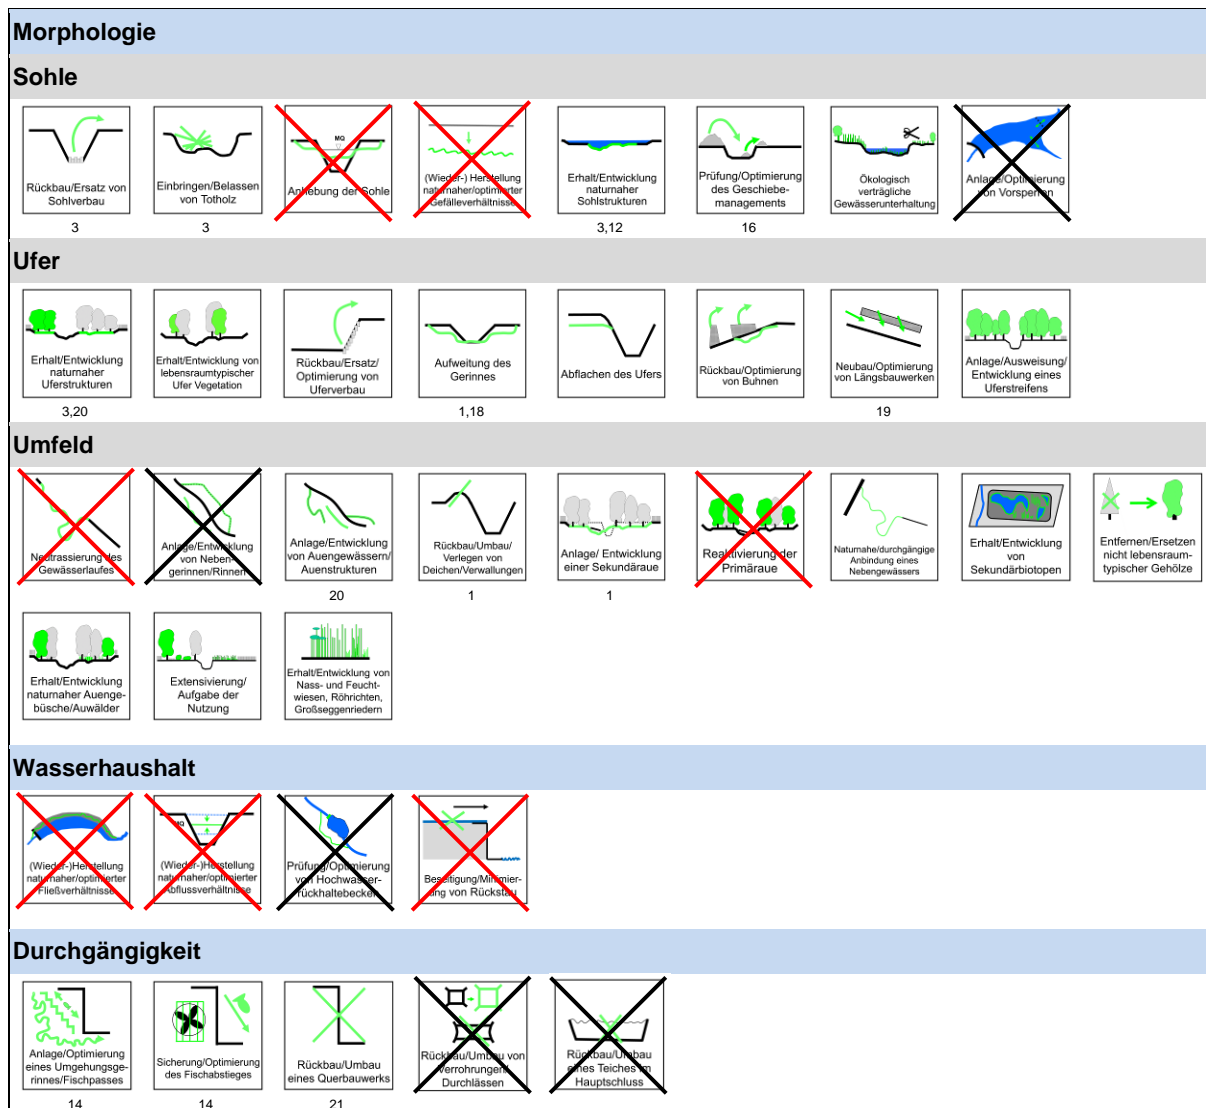 Morphologie
Sohle
Rückbau/Ersatz von
Sohlverbau
3
Einbringen/Belassen
von Totholz
3
MQ
Anhebung der Sohle
(Wieder-) Herstellung
naturnaher/optimierter
Gefälleverhältnisse
Erhalt/Entwicklung
naturnaher
Sohlstrukturen
3,12
Prüfung/Optimierung
des Geschiebe-
managements
16
Ökologisch
verträgliche
Gewässerunterhaltung
Anlage/Optimierung
von Vorsperren
Ufer
Erhalt/Entwicklung
naturnaher
Uferstrukturen
3,20
Erhalt/Entwicklung von
lebensraumtypischer
Ufer Vegetation
Rückbau/Ersatz/
Optimierung von
Uferverbau
Aufweitung des
Gerinnes
1,18
Abflachen des Ufers
Rückbau/Optimierung
von Buhnen
Neubau/Optimierung
von Längsbauwerken
19
Anlage/Ausweisung/
Entwicklung eines
Uferstreifens
Umfeld
Neutrassierung des
Gewässerlaufes
Anlage/Entwicklung
von Neben-
gerinnen/Rinnen
Anlage/Entwicklung
von Auengewässern/
Auenstrukturen
20
Rückbau/Umbau/
Verlegen von
Deichen/Verwallungen
1
Anlage/ Entwicklung
einer Sekundäraue
1
Reaktivierung der
Primäraue
Naturnahe/durchgängige
Anbindung eines
Nebengewässers
Erhalt/Entwicklung
von
Sekundärbiotopen
Entfernen/Ersetzen
nicht lebensraum-
typischer Gehölze
Erhalt/Entwicklung
naturnaher Auenge-
büsche/Auwälder
Extensivierung/
Aufgabe der
Nutzung
Erhalt/Entwicklung von
Nass- und Feucht-
wiesen, Röhrichten,
Großseggenriedern
Wasserhaushalt
(Wieder-)Herstellung
naturnaher/optimierter
Fließverhältnisse
MQ
(Wieder-)Herstellung
naturnaher/optimierter
Abflussverhältnisse
Prüfung/Optimierung
von Hochwasser-
rückhaltebecken
Beseitigung/Minimier-
ung von Rückstau
Durchgängigkeit
Anlage/Optimierung
eines Umgehungsge-
rinnes/Fischpasses
14
Sicherung/Optimierung
des Fischabstieges
14
Rückbau/Umbau
eines Querbauwerks
21
Rückbau/Umbau von
Verrohrungen/
Durchlässen
Rückbau/Umbau
eines Teiches im
Hauptschluss